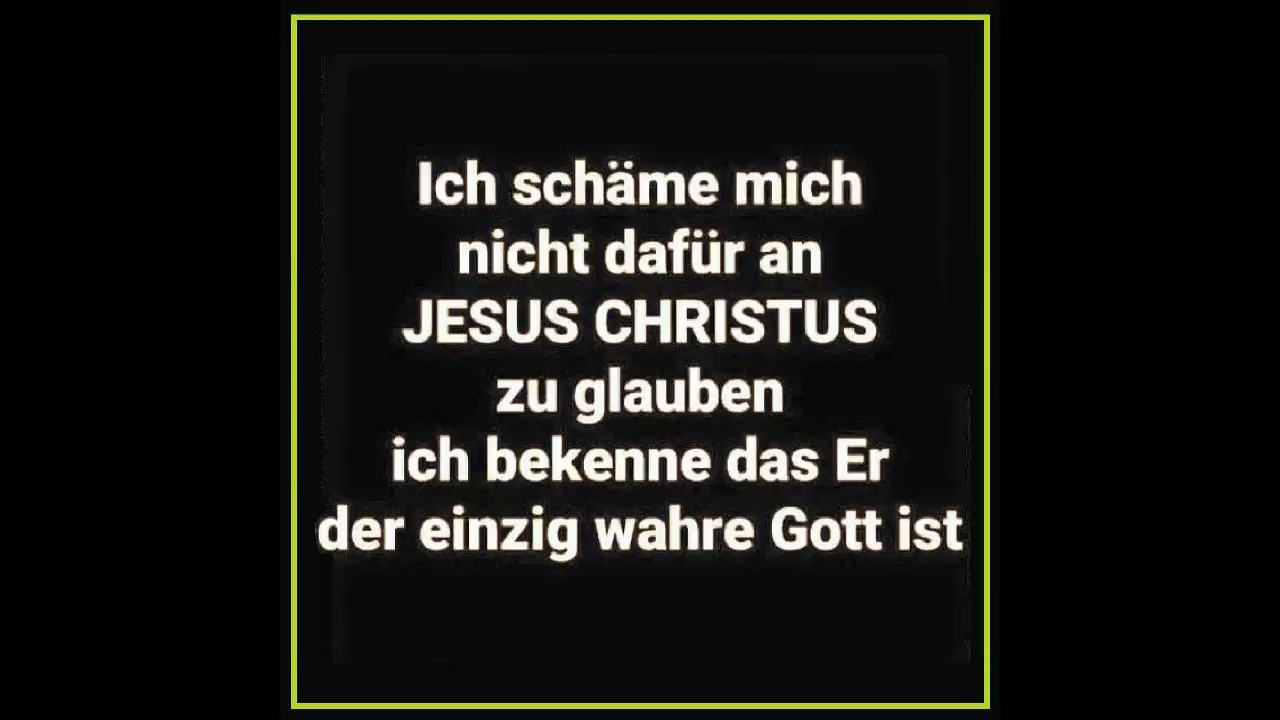 Ich schäme mich
nicht dafür an
JESUS CHRISTUS
zu glauben
ich bekenne das Er
der einzig wahre Gott ist